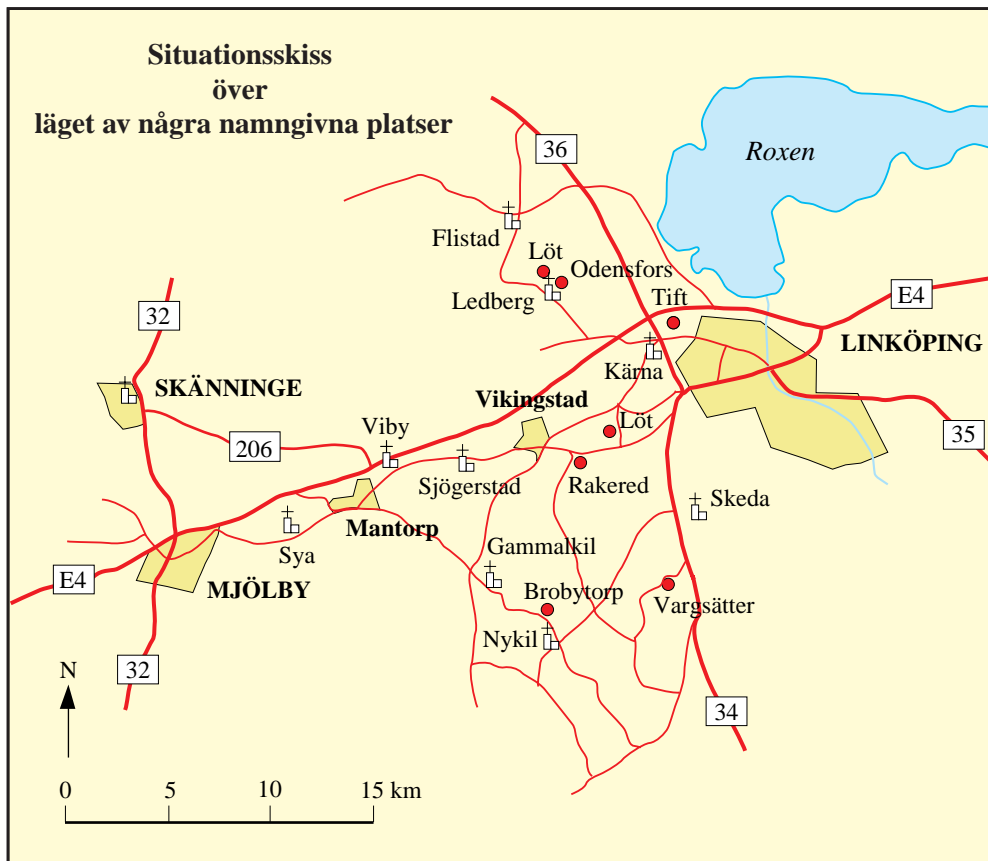 Situationsskiss
över
läget av några namngivna platser
36
Roxen
Flistad
Löt
Odensfors
Ledberg
Tift
E4
32
LINKÖPING
Kärna
SKÄNNINGE
Vikingstad
Viby
Löt
206
35
Sjögerstad
Rakered
Skeda
Mantorp
Sya
Gammalkil
E4
MJÖLBY
Brobytorp
Vargsätter
Nykil
32
N
34
0 5 10 15 km